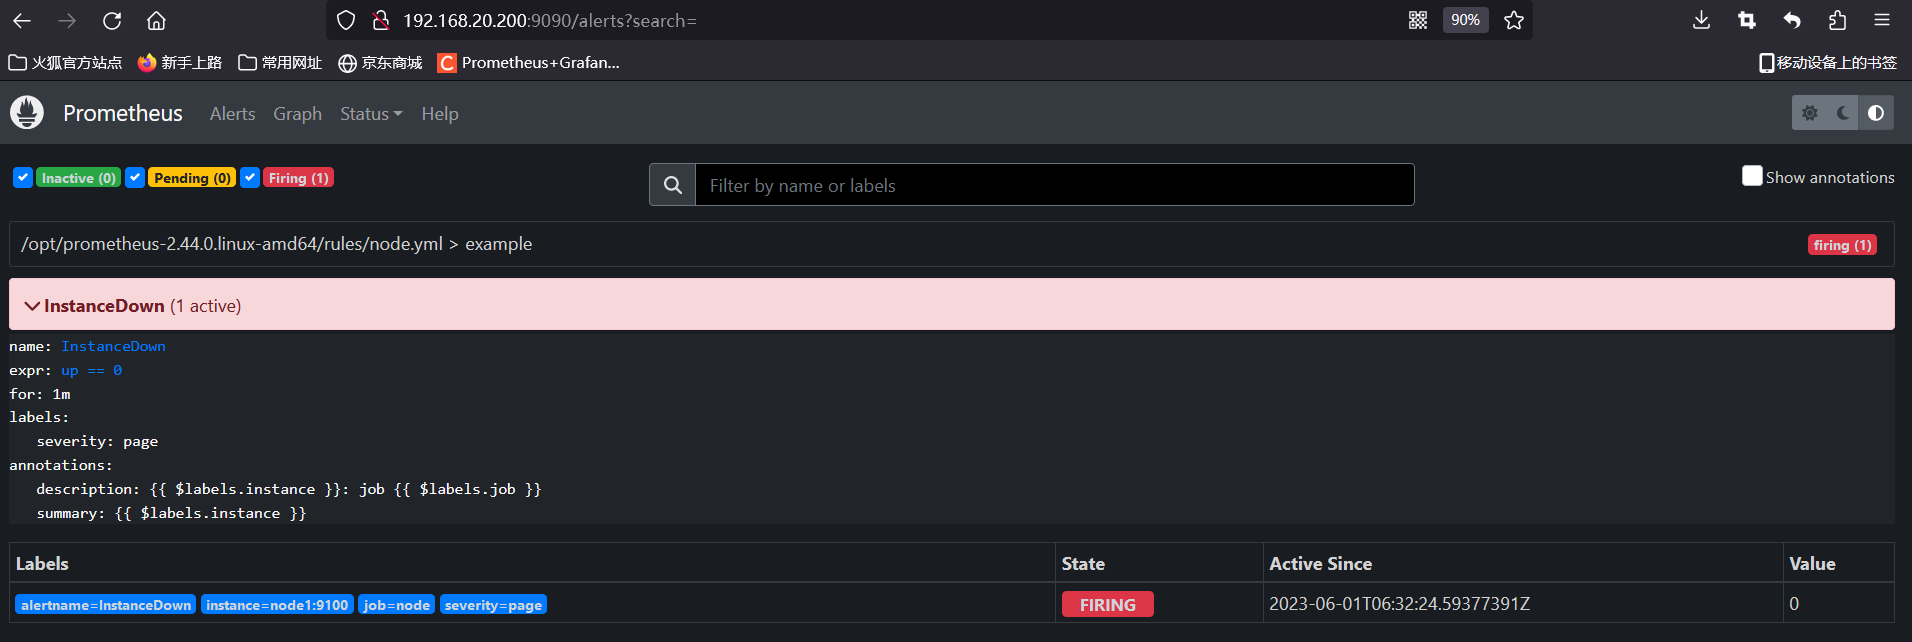 192.168.20.200:9090/alerts?search=
90%
火狐官方站点 新手上路 常用网址 京东商城 Prometheus+Grafan... 移动设备上的书签
Prometheus Alerts Graph Status Help
Inactive (0) Pending (0) Firing (1) Filter by name or labels Show annotations
/opt/prometheus-2.44.0.linux-amd64/rules/node.yml > example firing (1)
InstanceDown (1 active)
name: InstanceDown
expr: up == 0
for: 1m
labels:
severity: page
annotations:
description: {{ $labels.instance }}: job {{ $labels.job }}
summary: {{ $labels.instance }}
Labels State Active Since Value
alertname=InstanceDown instance=node1:9100 job=node severity=page FIRING 2023-06-01T06:32:24.59377391Z 0